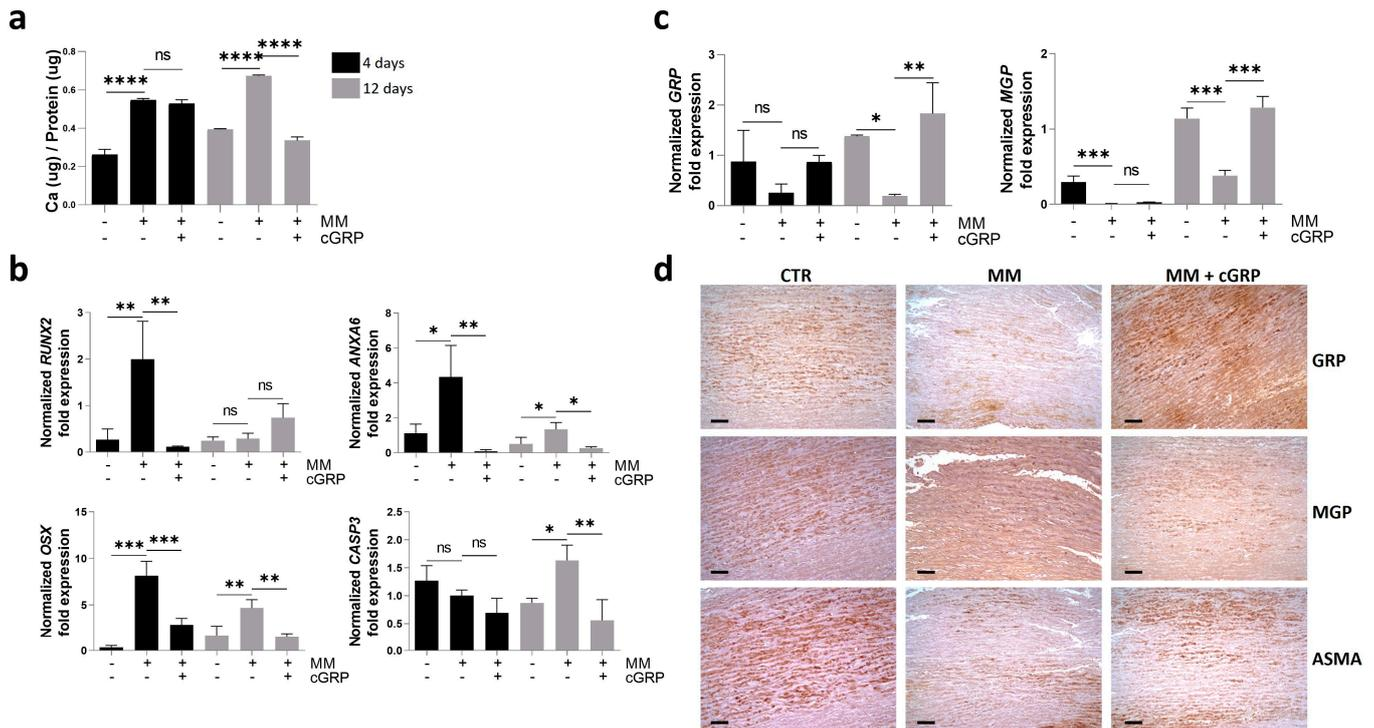 a
Ca (ug) / Protein (ug)
0.8
0.6
0.4
0.2
0.0
**** ns **** ****
4 days
12 days
- + + - + + MM
- - + - - + cGRP
b
Normalized RUNX2
fold expression
3
2
1
0
** ** ns ns
- + + - + + MM
- - + - - + cGRP
Normalized ANXA6
fold expression
8
6
4
2
0
* ** * *
- + + - + + MM
- - + - - + cGRP
Normalized OSX
fold expression
15
10
5
0
*** *** ** **
- + + - + + MM
- - + - - + cGRP
Normalized CASP3
fold expression
2.5
2.0
1.5
1.0
0.5
0.0
ns ns * **
- + + - + + MM
- - + - - + cGRP
c
Normalized GRP
fold expression
3
2
1
0
ns ns * **
- + + - + + MM
- - + - - + cGRP
Normalized MGP
fold expression
2
1
0
*** ns *** ***
- + + - + + MM
- - + - - + cGRP
d
CTR MM MM + cGRP
GRP
MGP
ASMA